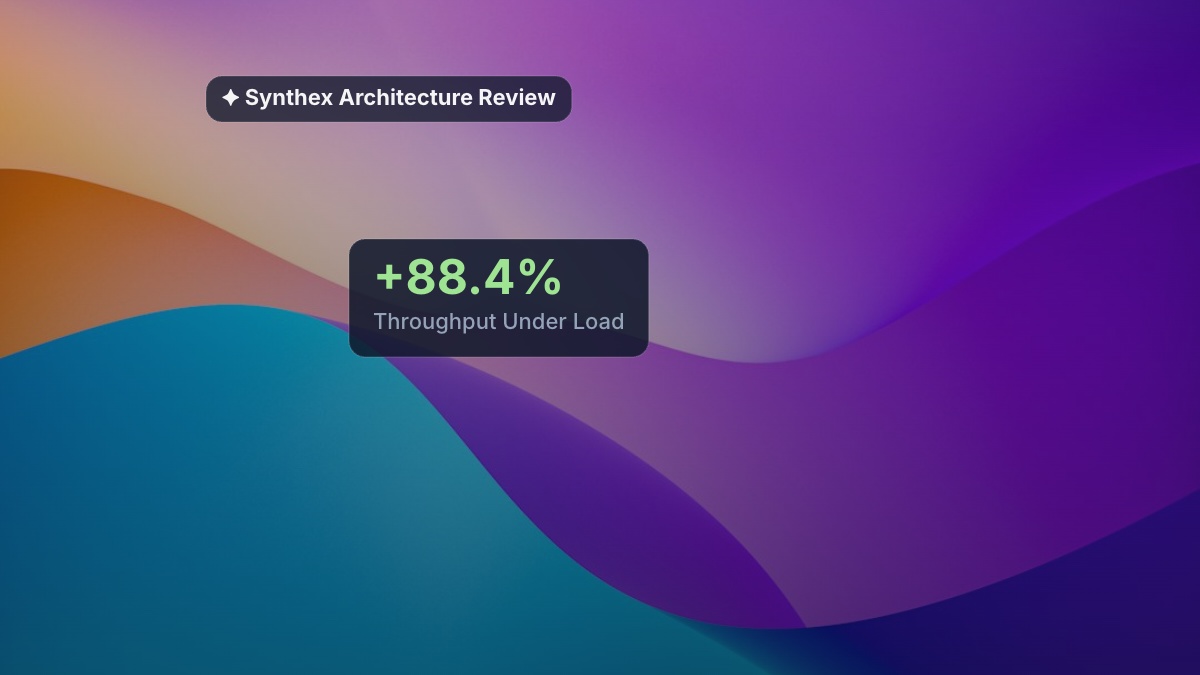 ✦ Synthex Architecture Review
+88.4%
Throughput Under Load